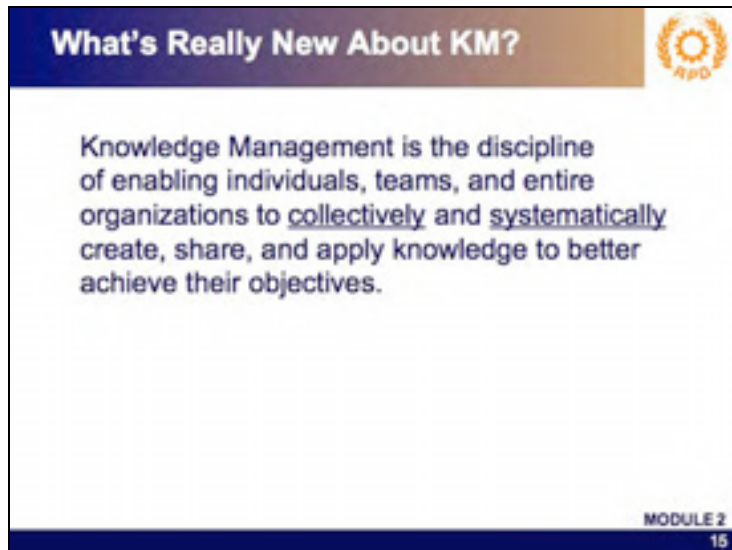 What's Really New About KM?
APO
Knowledge Management is the discipline
of enabling individuals, teams, and entire
organizations to collectively and systematically
create, share, and apply knowledge to better
achieve their objectives.
MODULE 2
15